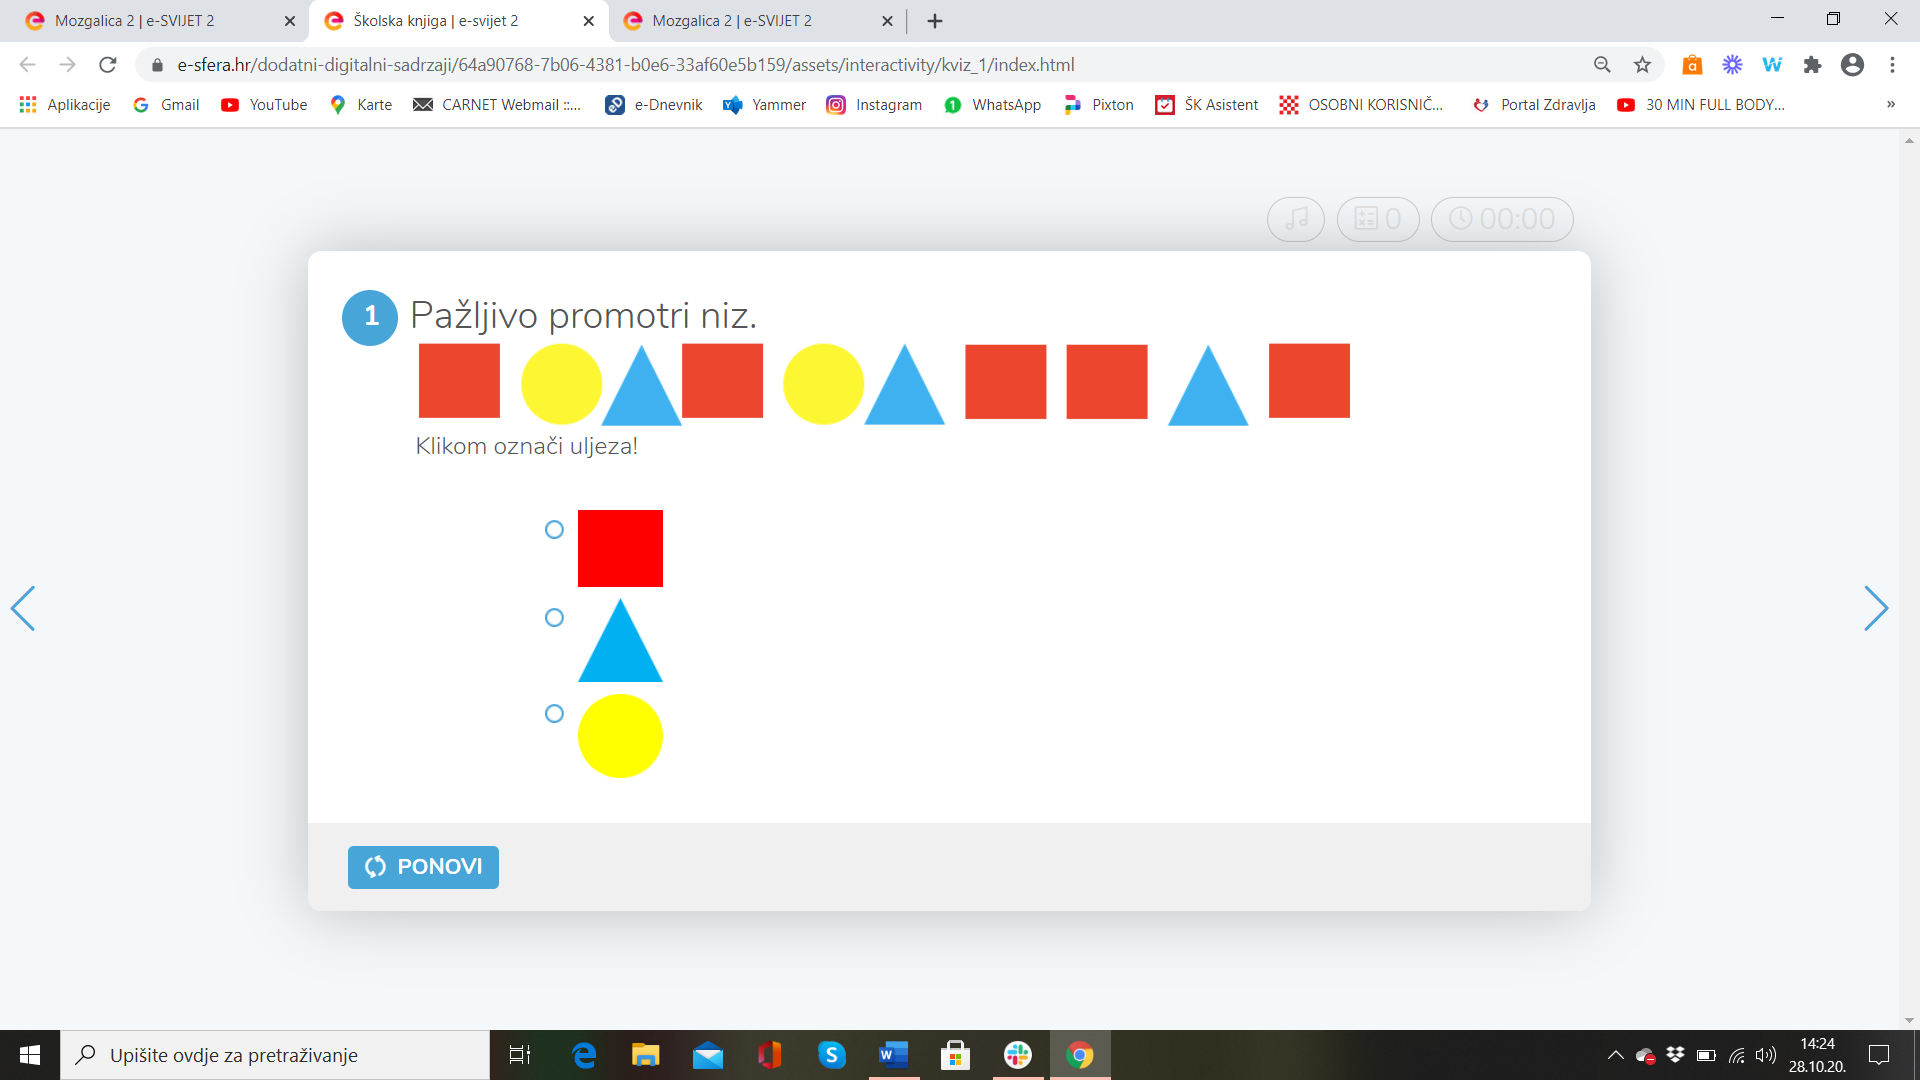 Mozgalica 2 | e-SVIJET 2
Školska knjiga | e-svijet 2
Mozgalica 2 | e-SVIJET 2
e-sfera.hr/dodatni-digitalni-sadrzaji/64a90768-7b06-4381-b0e6-33af60e5b159/assets/interactivity/kviz_1/index.html
Aplikacije Gmail YouTube Karte CARNET Webmail ::... e-Dnevnik Yammer Instagram WhatsApp Pixton ŠK Asistent OSOBNI KORISNIČ... Portal Zdravlja 30 MIN FULL BODY... »
0 00:00
1 Pažljivo promotri niz.
Klikom označi uljeza!
PONOVI
Upišite ovdje za pretraživanje
14:24
28.10.20.